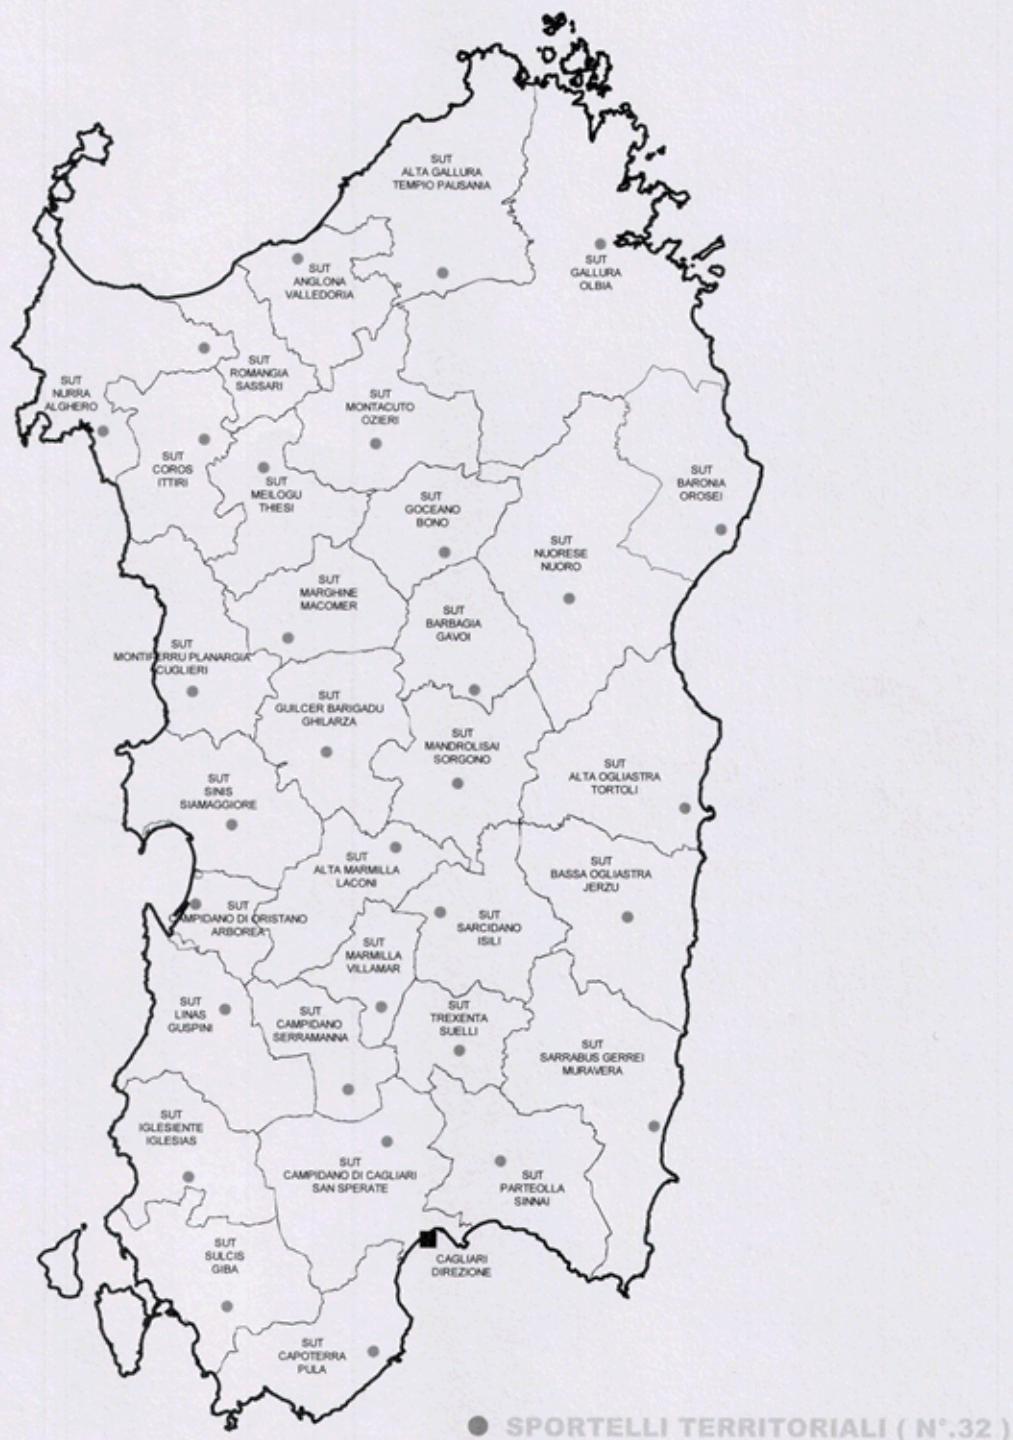 SUT
ALTA GALLURA
TEMPIO PAUSANIA
SUT
GALLURA
OLBIA
SUT
ANGLONA
VALLEDORIA
SUT
ROMANGIA
SASSARI
SUT
NURRA
ALGHERO
SUT
MONTACUTO
OZIERI
SUT
COROS
ITTIRI
SUT
MEILOGU
THIESI
SUT
GOCEANO
BONO
SUT
BARONIA
OROSEI
SUT
NUORESE
NUORO
SUT
MARGHINE
MACOMER
SUT
BARBAGIA
GAVOI
SUT
MONTIFERRU PLANARGIA
CUGLIERI
SUT
GUILCER BARIGADU
GHILARZA
SUT
MANDROLISAI
SORGONO
SUT
SINIS
SIAMAGGIORE
SUT
ALTA OGLIASTRA
TORTOLI
SUT
ALTA MARMILLA
LACONI
SUT
BASSA OGLIASTRA
JERZU
SUT
CAMPIDANO DI ORISTANO
ARBOREA
SUT
SARCIDANO
ISILI
SUT
MARMILLA
VILLAMAR
SUT
LINAS
GUSPINI
SUT
CAMPIDANO
SERRAMANNA
SUT
TREXENTA
SUELLI
SUT
SARRABUS GERREI
MURAVERA
SUT
IGLESIENTE
IGLESIAS
SUT
CAMPIDANO DI CAGLIARI
SAN SPERATE
SUT
PARTEOLLA
SINNAI
SUT
SULCIS
GIBA
CAGLIARI
DIREZIONE
SUT
CAPOTERRA
PULA
SPORTELLI TERRITORIALI ( N°.32 )